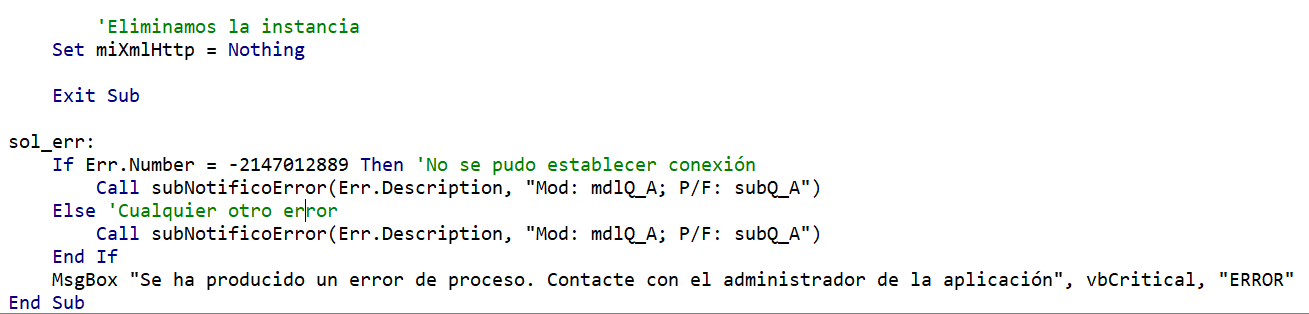 'Eliminamos la instancia
Set miXmlHttp = Nothing
Exit Sub
sol_err:
If Err.Number = -2147012889 Then 'No se pudo establecer conexión
Call subNotificoError(Err.Description, "Mod: mdlQ_A; P/F: subQ_A")
Else 'Cualquier otro error
Call subNotificoError(Err.Description, "Mod: mdlQ_A; P/F: subQ_A")
End If
MsgBox "Se ha producido un error de proceso. Contacte con el administrador de la aplicación", vbCritical, "ERROR"
End Sub